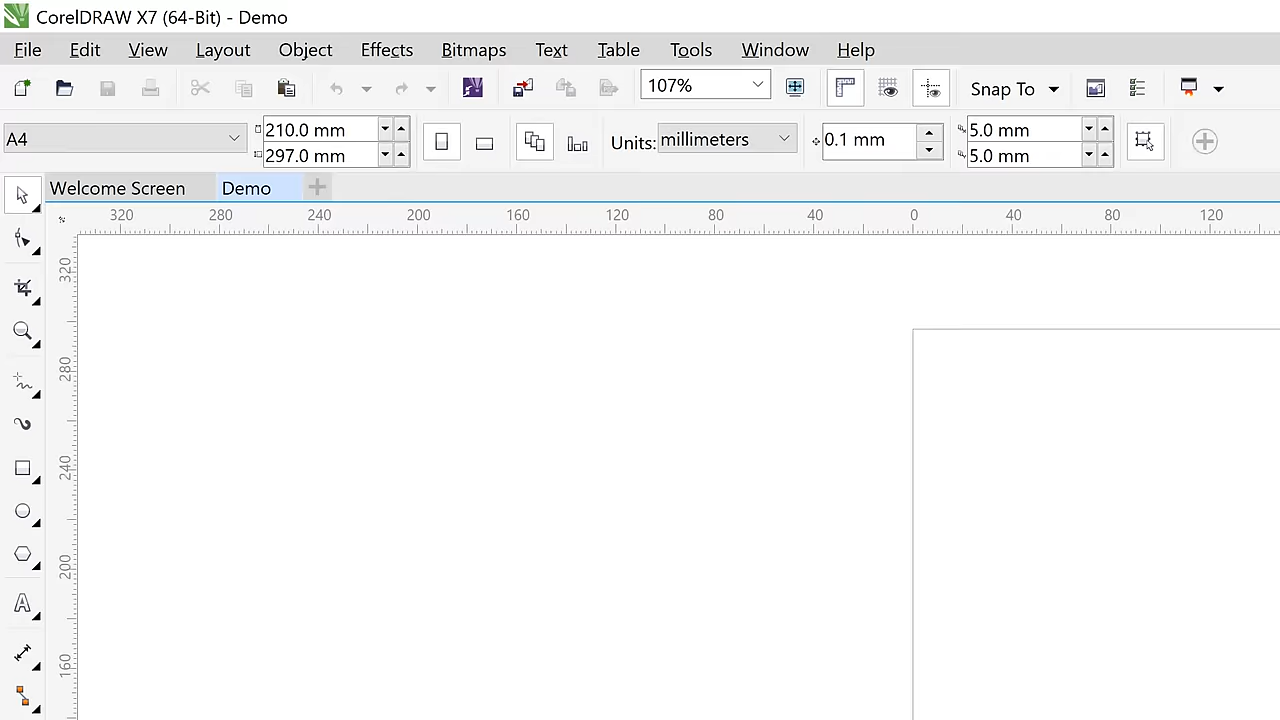 CorelDRAW X7 (64-Bit) - Demo
File Edit View Layout Object Effects Bitmaps Text Table Tools Window Help
107% Snap To
A4 210.0 mm 297.0 mm Units: millimeters 0.1 mm 5.0 mm 5.0 mm
Welcome Screen Demo
320 280 240 200 160 120 80 40 0 40 80 120
320
280
240
200
160